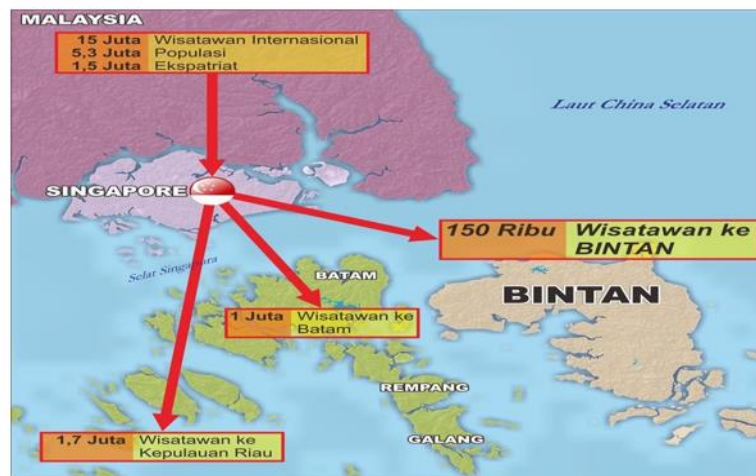 MALAYSIA
15 Juta Wisatawan Internasional
5,3 Juta Populasi
1,5 Juta Ekspatriat
Laut China Selatan
SINGAPORE
150 Ribu Wisatawan ke
BINTAN
Selat Singapura
BATAM
BINTAN
1 Juta Wisatawan ke
Batam
REMPANG
GALANG
1,7 Juta Wisatawan ke
Kepulauan Riau